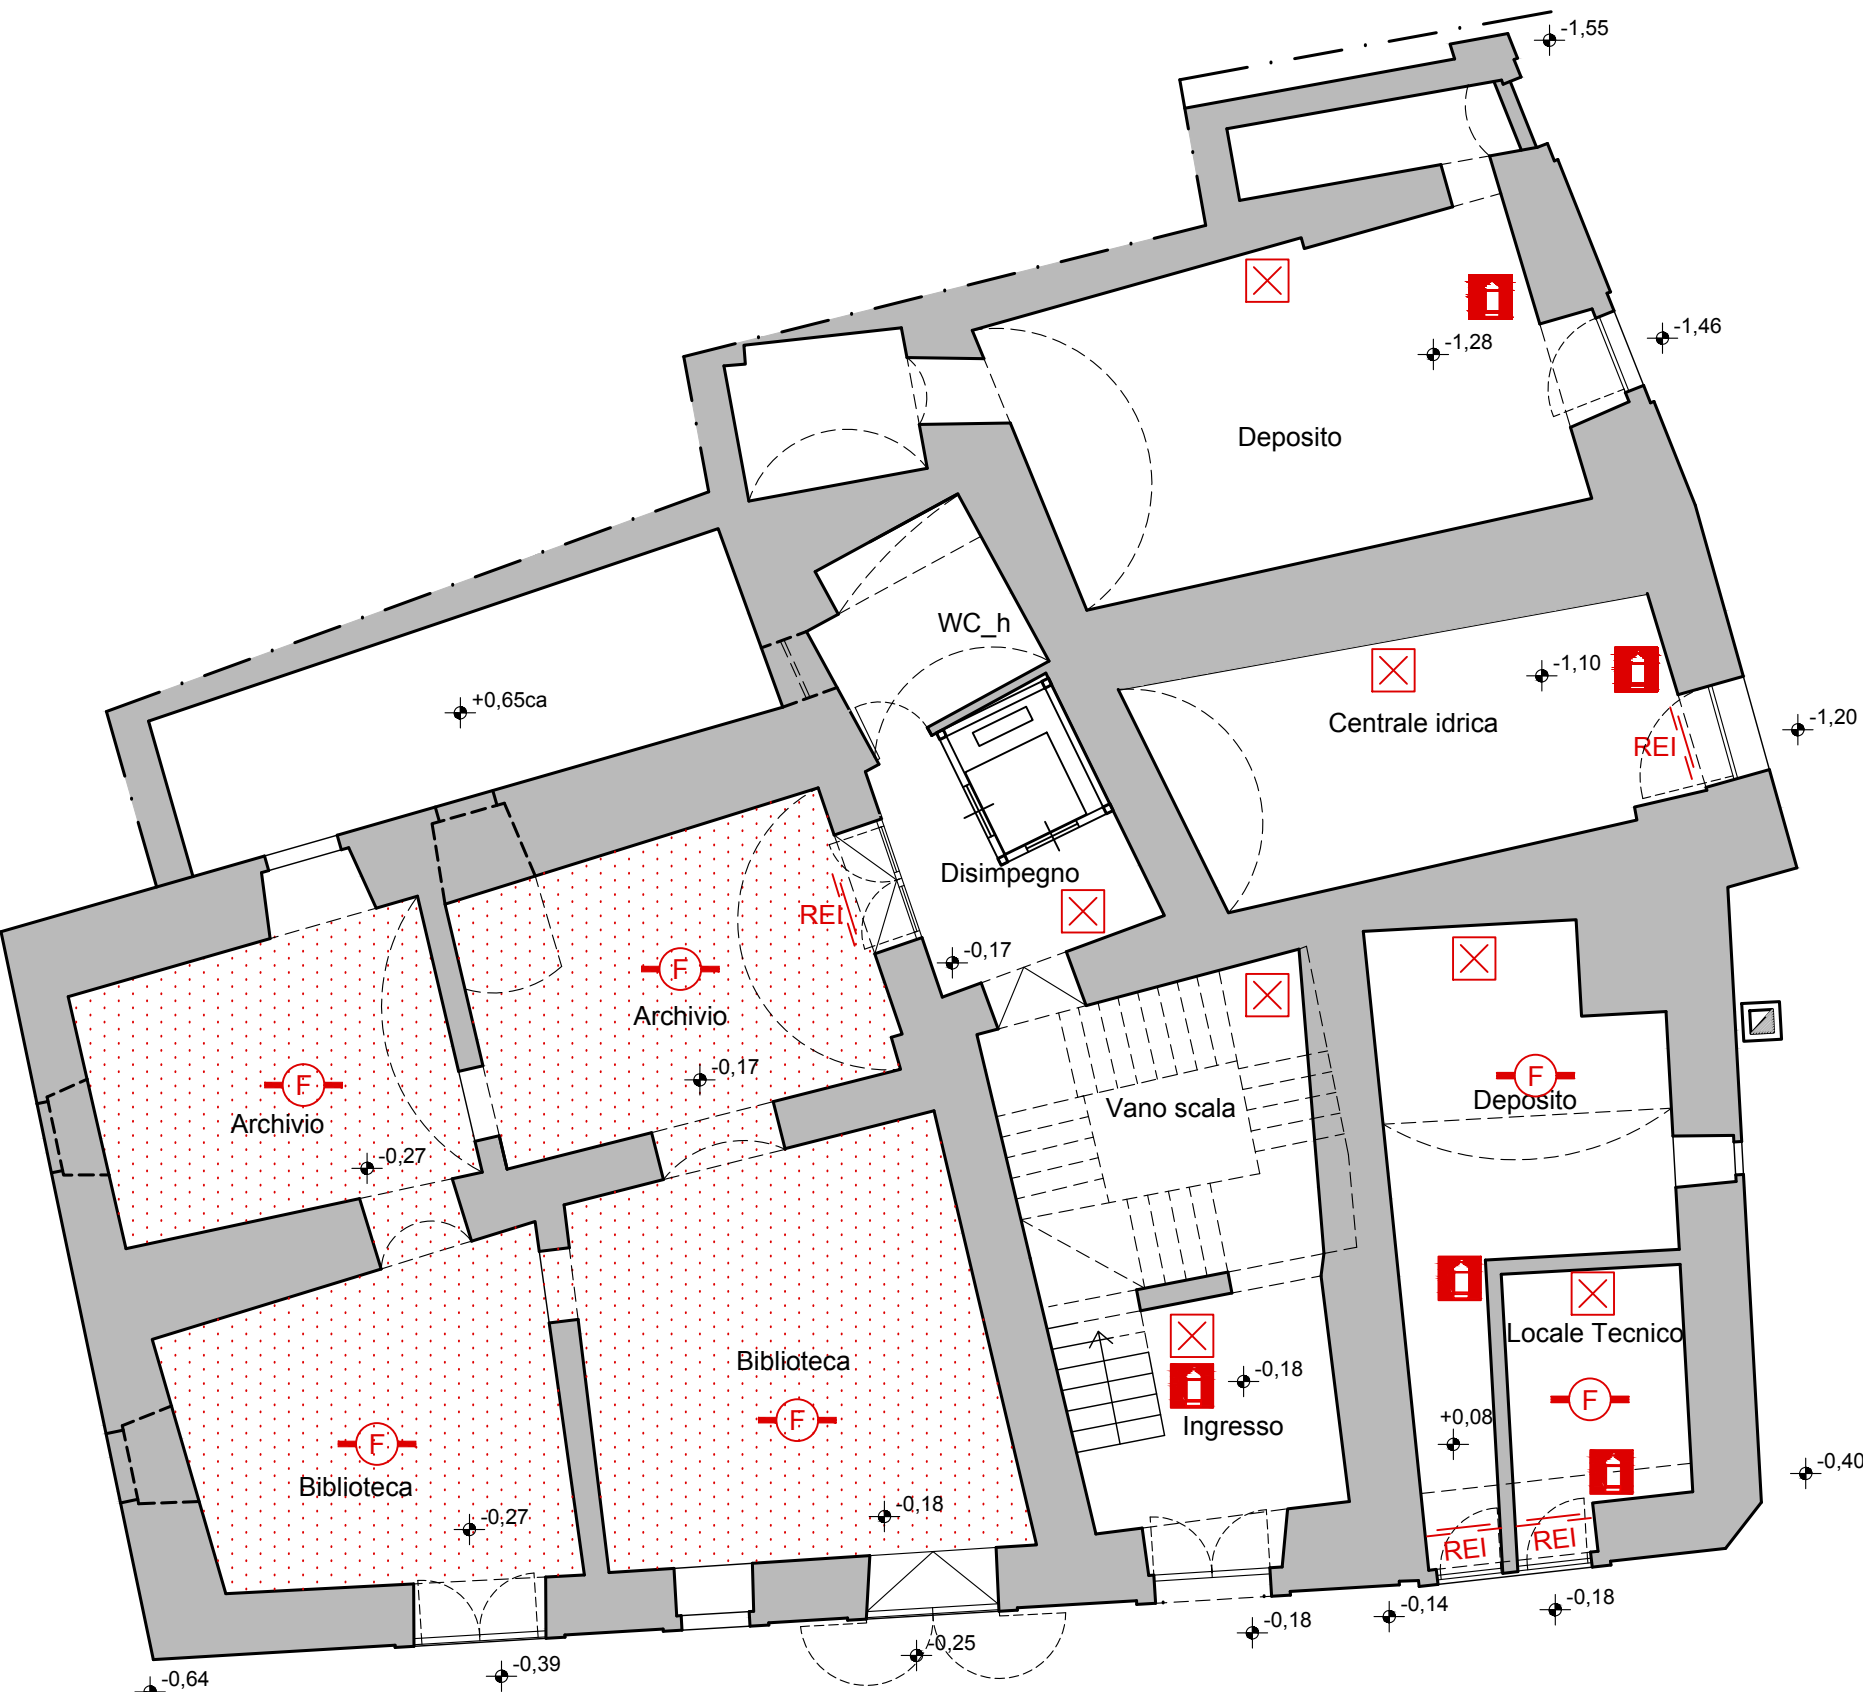 -1,55
-1,46
-1,28
Deposito
WC_h
-1,10
+0,65ca
Centrale idrica
-1,20
REI
Disimpegno
REI
-0,17
F
Archivio
-0,17
F
Archivio
-0,27
Vano scala
F
Deposito
Locale Tecnico
Biblioteca
F
-0,18
Ingresso
F
+0,08
F
Biblioteca
-0,27
-0,18
-0,40
REI
REI
-0,14
-0,18
-0,18
-0,25
-0,39
-0,64